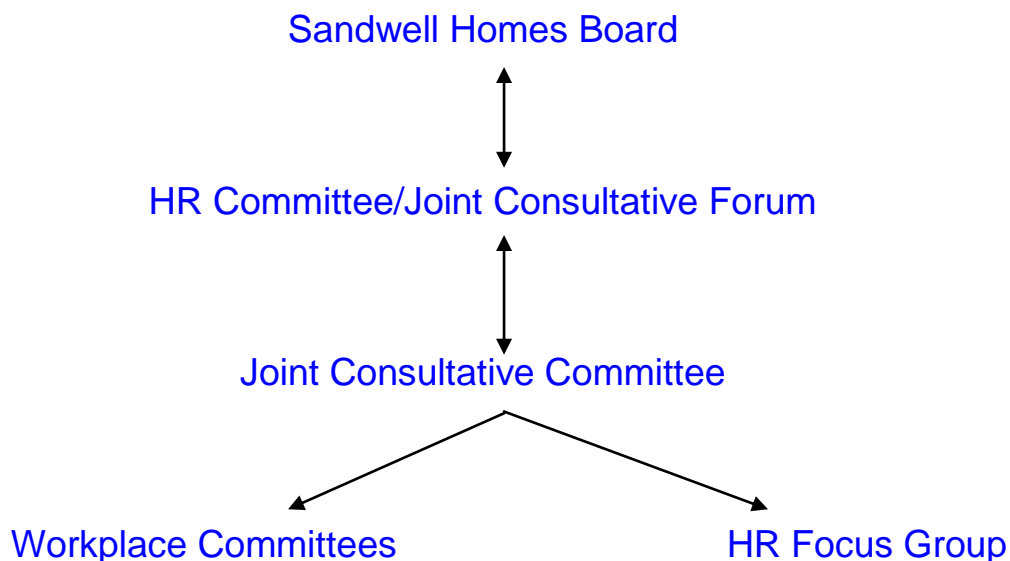 Sandwell Homes Board
HR Committee/Joint Consultative Forum
Joint Consultative Committee
Workplace Committees
HR Focus Group